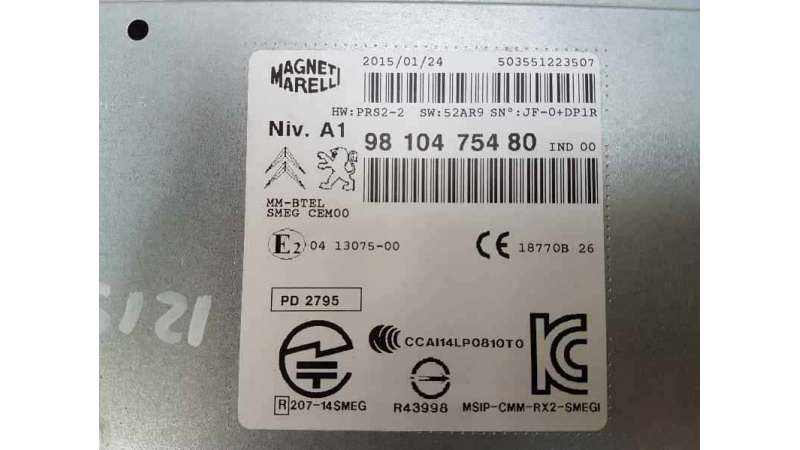 MAGNETI
MARELLI
2015/01/24 503551223507
HW:PRS2-2 SW:52AR9 SN°:JF-0+DP1R
Niv. A1
98 104 754 80 IND 00
MM-BTEL
SMEG CEM00
E2 04 13075-00
CE 18770B 26
PD 2795
CCAI14LP0810T0
R 207-14SMEG
R43998
MSIP-CMM-RX2-SMEGI